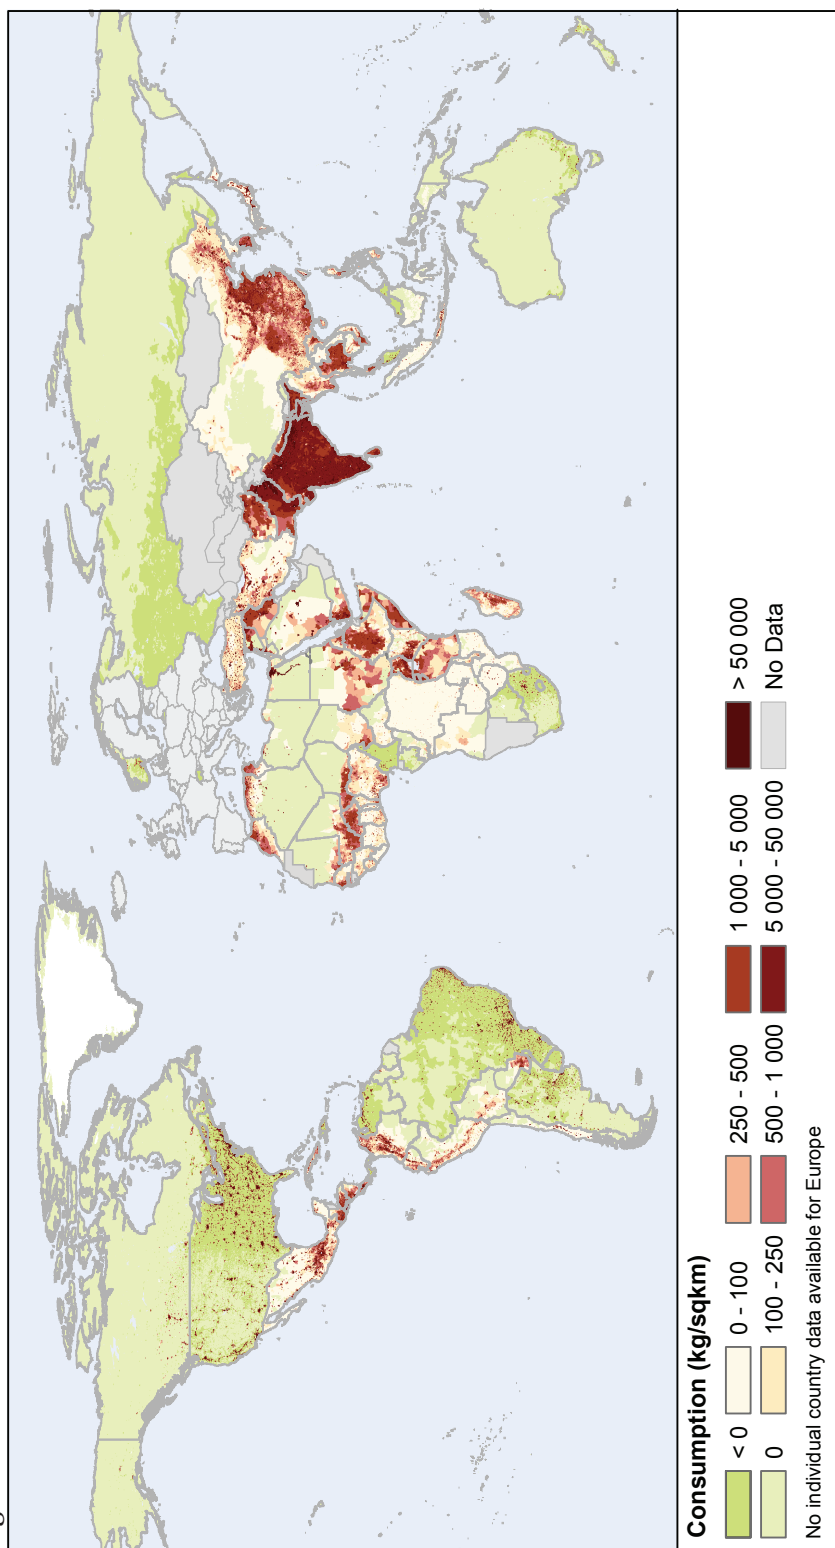 Consumption (kg/sqkm)
< 0
0 - 100
250 - 500
1 000 - 5 000
> 50 000
0
100 - 250
500 - 1 000
5 000 - 50 000
No Data
No individual country data available for Europe